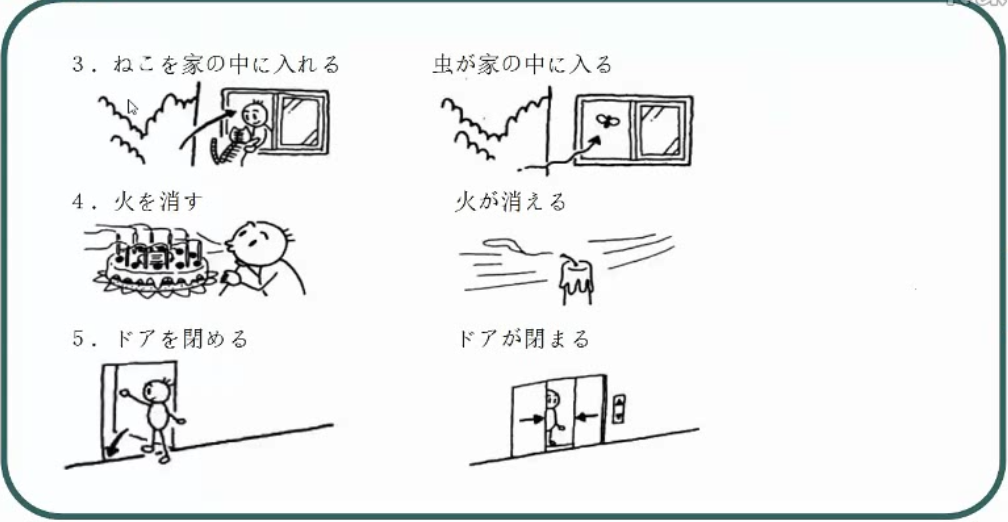 3．ねこを家の中に入れる
虫が家の中に入る
4．火を消す
火が消える
5．ドアを閉める
ドアが閉まる